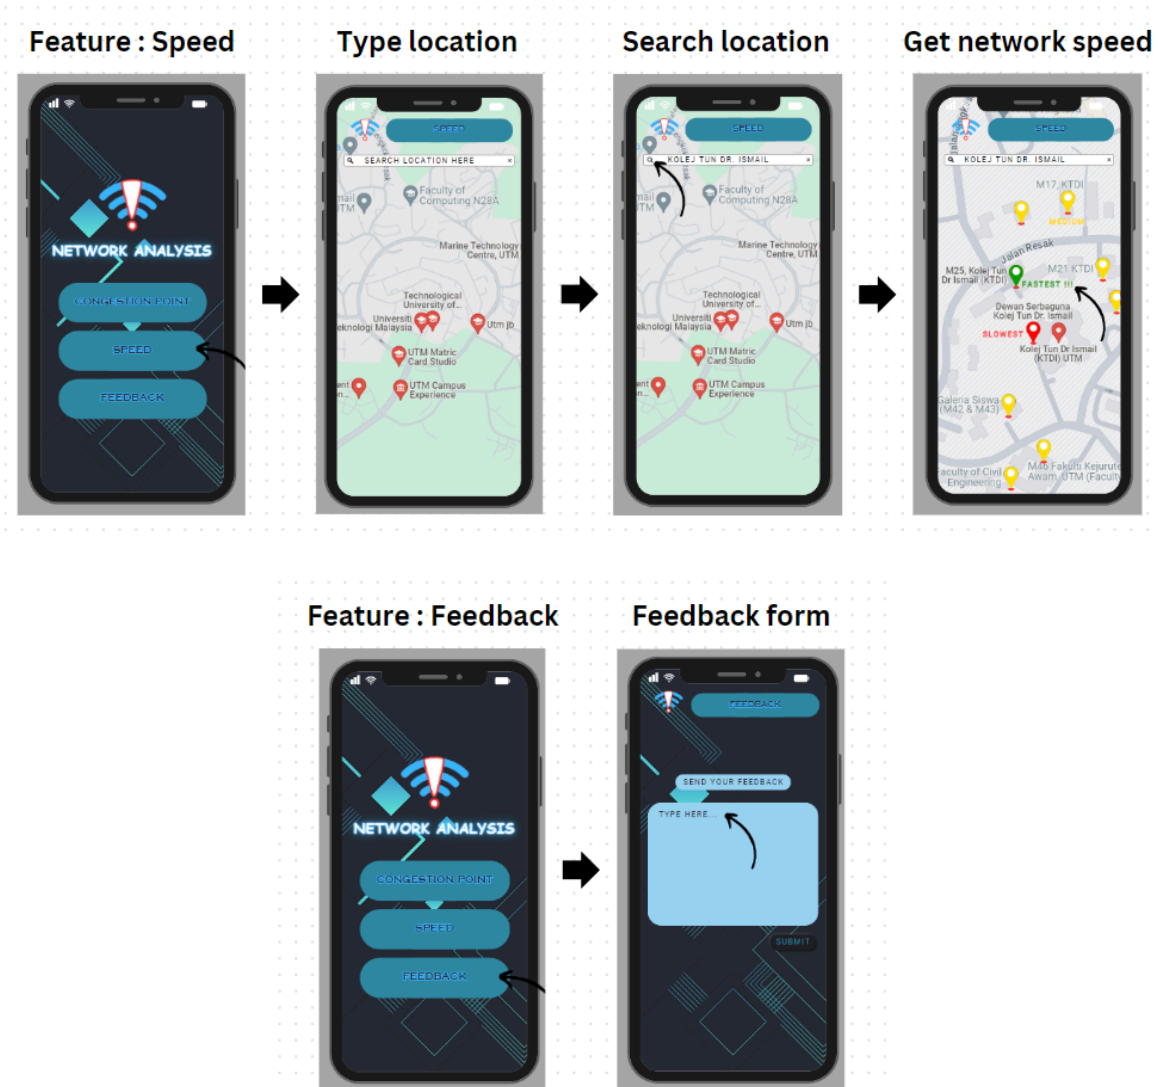 Feature : Speed
Type location
Search location
Get network speed
NETWORK ANALYSIS
CONGESTION POINT
SPEED
FEEDBACK
SPEED
SEARCH LOCATION HERE
Faculty of
Computing N28A
Marine Technology
Centre, UTM
Technological
University of...
Universiti
eknologi Malaysia
Utm jb
UTM Matric
Card Studio
UTM Campus
Experience
SPEED
KOLEJ TUN DR. ISMAIL
Faculty of
Computing N28A
Marine Technology
Centre, UTM
Technological
University of...
Universiti
eknologi Malaysia
Utm jb
UTM Matric
Card Studio
UTM Campus
Experience
SPEED
KOLEJ TUN DR. ISMAIL
M17, KTDI
MEDIUM
Jalan Resak
M25, Kolej Tun
Dr Ismail (KTDI)
M21 KTDI
FASTEST !!!
Dewan Serbaguna
Kolej Tun Dr. Ismail
SLOWEST
Kolej Tun Dr Ismail
(KTDI) UTM
Galeria Siswa
(M42 & M43)
M46 Fakulti Kejurute
Awam, UTM (Facult
Faculty of Civil
Engineering
Feature : Feedback
Feedback form
NETWORK ANALYSIS
CONGESTION POINT
SPEED
FEEDBACK
FEEDBACK
SEND YOUR FEEDBACK
TYPE HERE...
SUBMIT